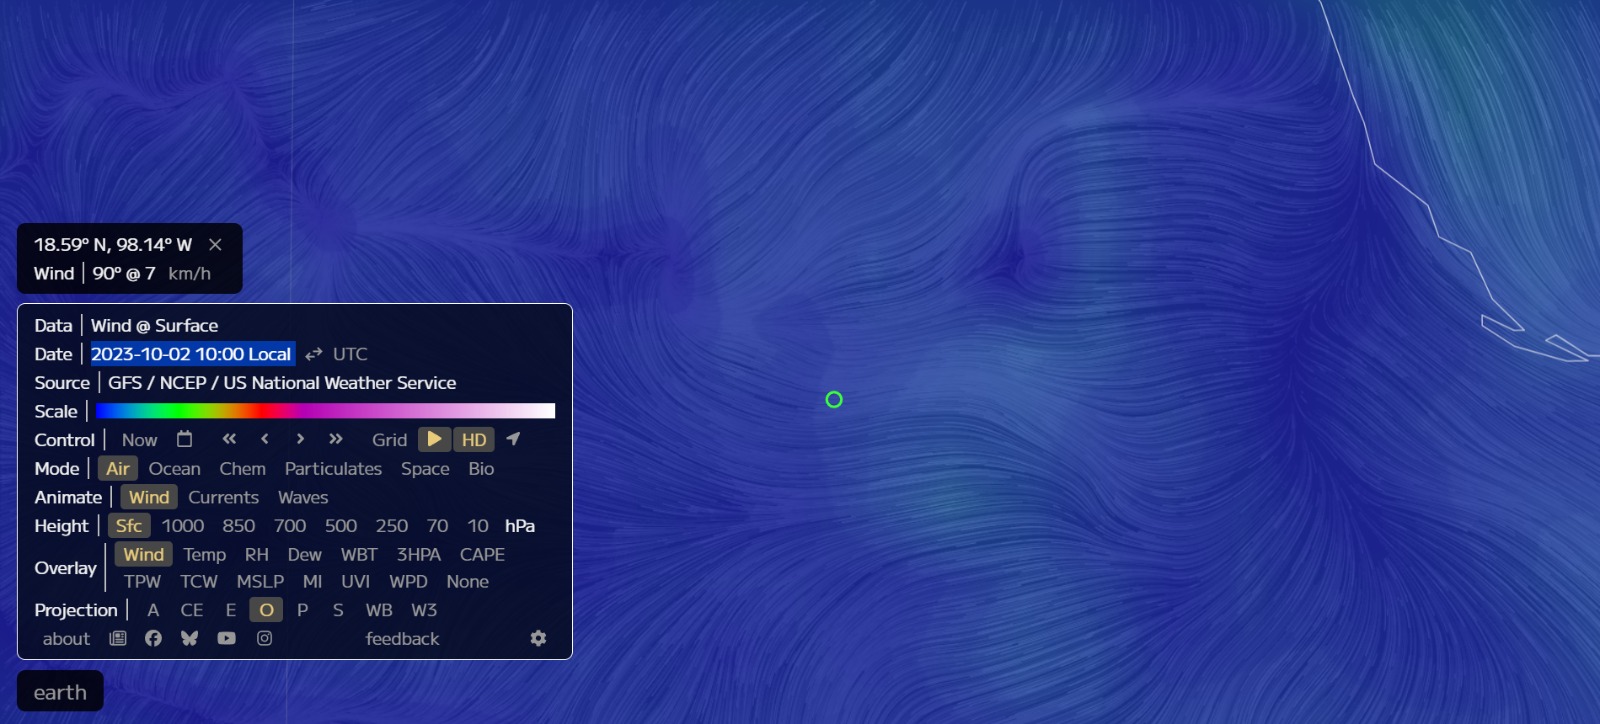 18.59° N, 98.14° W ×
Wind | 90° @ 7 km/h
Data | Wind @ Surface
Date | 2023-10-02 10:00 Local ⇄ UTC
Source | GFS / NCEP / US National Weather Service
Scale |
Control | Now « ‹ › » Grid HD
Mode | Air Ocean Chem Particulates Space Bio
Animate | Wind Currents Waves
Height | Sfc 1000 850 700 500 250 70 10 hPa
Overlay | Wind Temp RH Dew WBT 3HPA CAPE
TPW TCW MSLP MI UVI WPD None
Projection | A CE E O P S WB W3
about feedback
earth